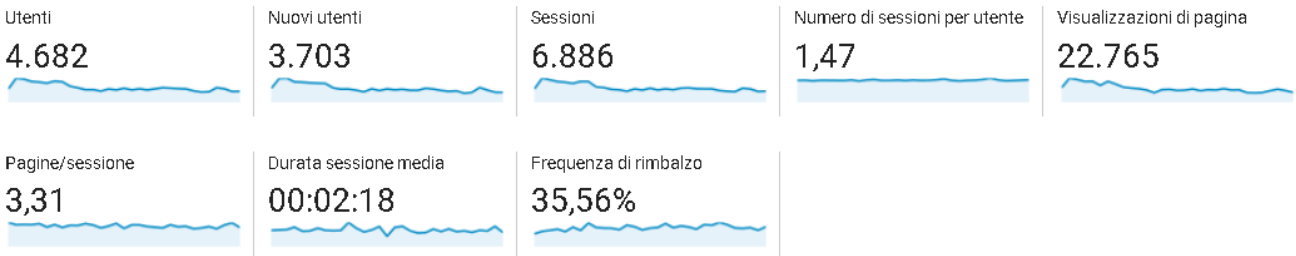 Utenti
4.682
Nuovi utenti
3.703
Sessioni
6.886
Numero di sessioni per utente
1,47
Visualizzazioni di pagina
22.765
Pagine/sessione
3,31
Durata sessione media
00:02:18
Frequenza di rimbalzo
35,56%